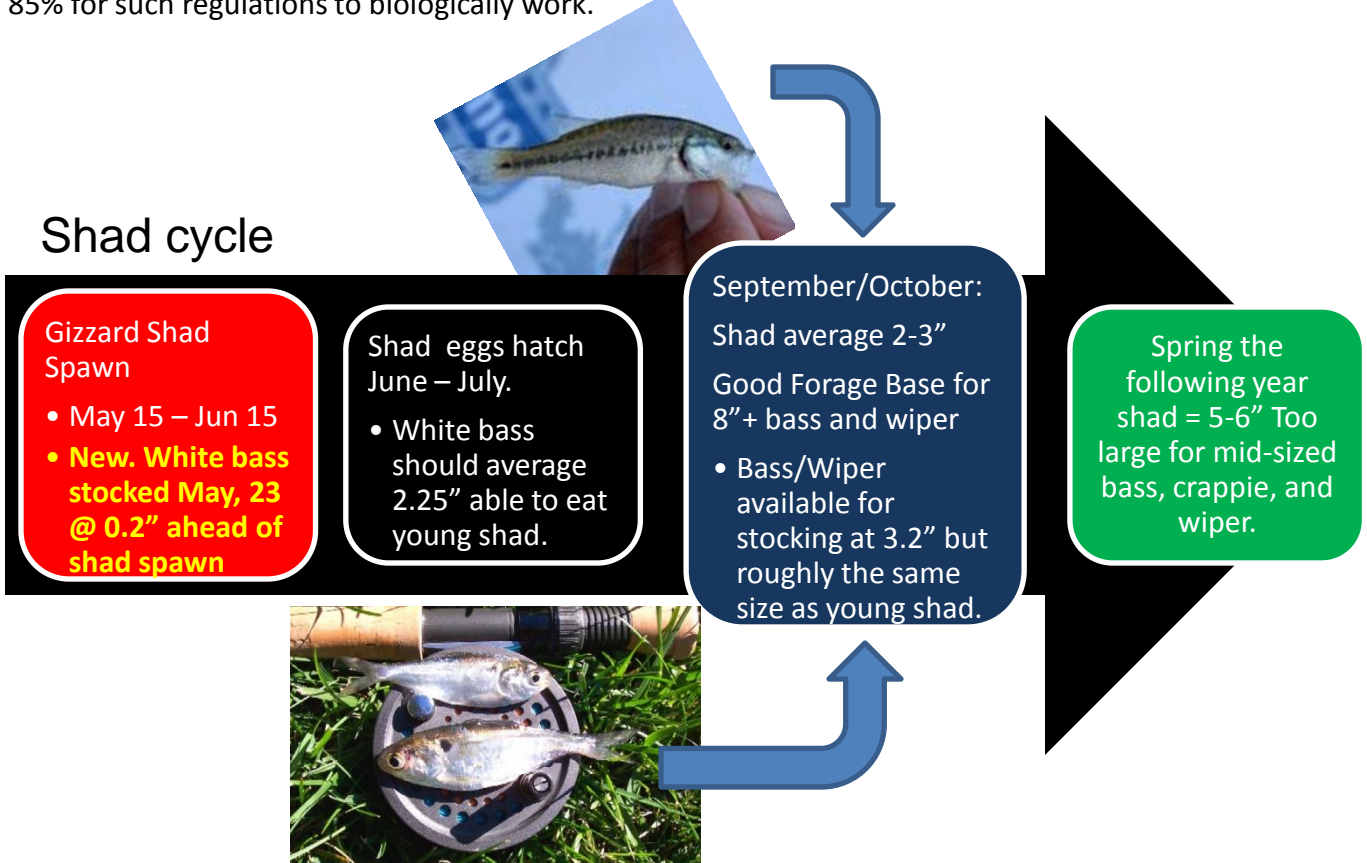 85% for such regulations to biologically work.
Shad cycle
Gizzard Shad
Spawn
• May 15 – Jun 15
• New. White bass
stocked May, 23
@ 0.2” ahead of
shad spawn
Shad eggs hatch
June – July.
• White bass
should average
2.25” able to eat
young shad.
September/October:
Shad average 2-3”
Good Forage Base for
8”+ bass and wiper
• Bass/Wiper
available for
stocking at 3.2” but
roughly the same
size as young shad.
Spring the
following year
shad = 5-6” Too
large for mid-sized
bass, crappie, and
wiper.